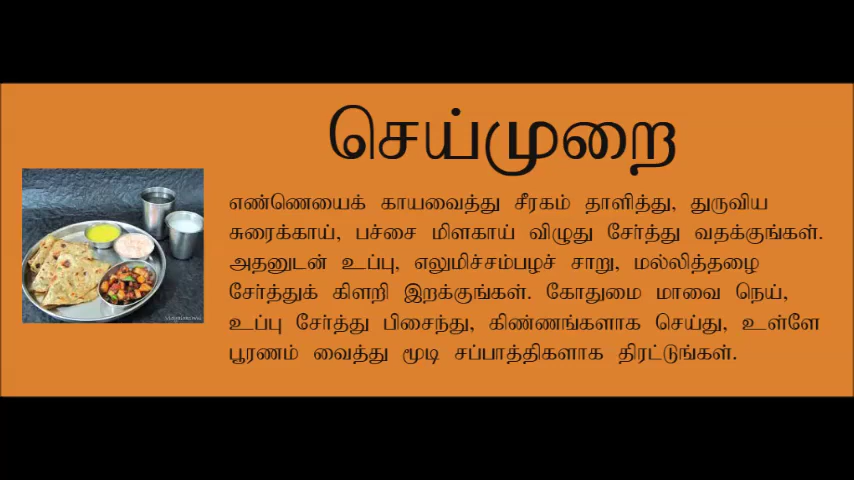 செய்முறை
எண்ணெயைக் காயவைத்து சீரகம் தாளித்து, துருவிய
சுரைக்காய், பச்சை மிளகாய் விழுது சேர்த்து வதக்குங்கள்.
அதனுடன் உப்பு, எலுமிச்சம்பழச் சாறு, மல்லித்தழை
சேர்த்துக் கிளறி இறக்குங்கள். கோதுமை மாவை நெய்,
உப்பு சேர்த்து பிசைந்து, கிண்ணங்களாக செய்து, உள்ளே
பூரணம் வைத்து மூடி சப்பாத்திகளாக திரட்டுங்கள்.